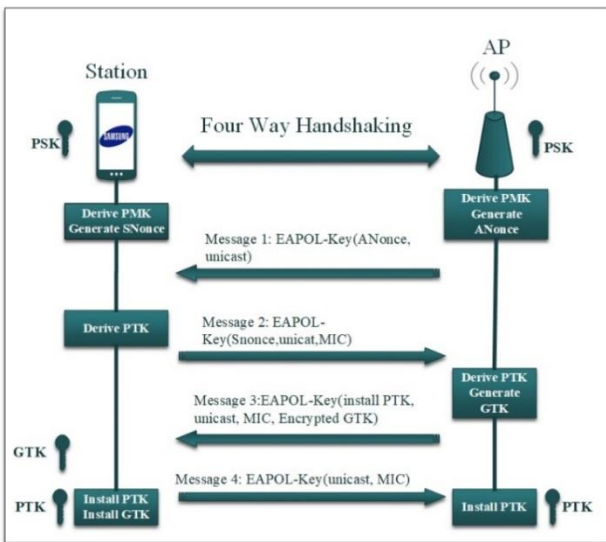 AP
Station
SAMSUNG
Four Way Handshaking
PSK
PSK
Derive PMK
Generate SNonce
Derive PMK
Generate
ANonce
Message 1: EAPOL-Key(ANonce,
unicast)
Derive PTK
Message 2: EAPOL-
Key(Snonce,unicat,MIC)
Derive PTK
Generate
GTK
Message 3:EAPOL-Key(install PTK,
unicast, MIC, Encrypted GTK)
GTK
Message 4: EAPOL-Key(unicast, MIC)
PTK
Install PTK
Install GTK
Install PTK
PTK